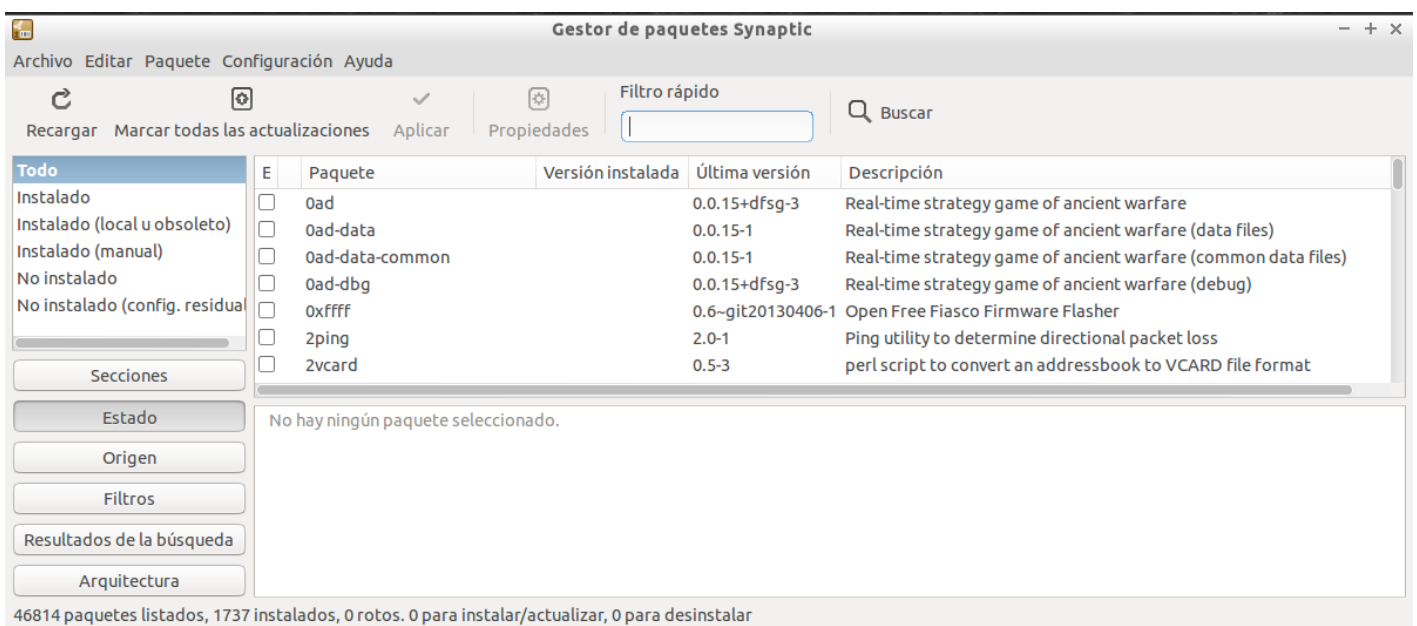 Gestor de paquetes Synaptic
Archivo Editar Paquete Configuración Ayuda
Recargar Marcar todas las actualizaciones Aplicar Propiedades
Filtro rápido
Buscar
Todo
Instalado
Instalado (local u obsoleto)
Instalado (manual)
No instalado
No instalado (config. residual
Secciones
Estado
Origen
Filtros
Resultados de la búsqueda
Arquitectura
E Paquete Versión instalada Última versión Descripción
0ad 0.0.15+dfsg-3 Real-time strategy game of ancient warfare
0ad-data 0.0.15-1 Real-time strategy game of ancient warfare (data files)
0ad-data-common 0.0.15-1 Real-time strategy game of ancient warfare (common data files)
0ad-dbg 0.0.15+dfsg-3 Real-time strategy game of ancient warfare (debug)
0xffff 0.6~git20130406-1 Open Free Fiasco Firmware Flasher
2ping 2.0-1 Ping utility to determine directional packet loss
2vcard 0.5-3 perl script to convert an addressbook to VCARD file format
No hay ningún paquete seleccionado.
46814 paquetes listados, 1737 instalados, 0 rotos. 0 para instalar/actualizar, 0 para desinstalar